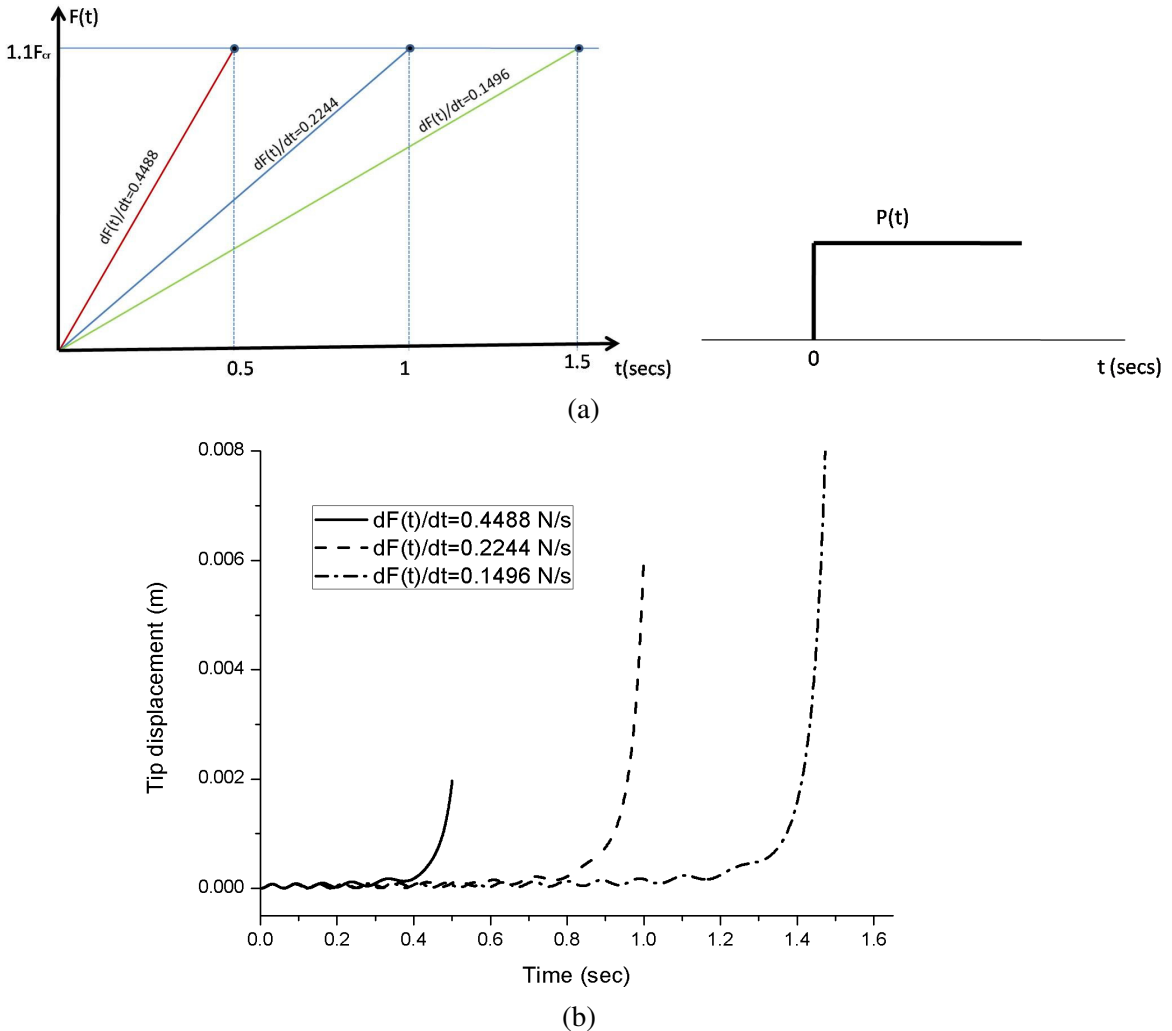 F(t)
1.1Fcr
dF(t)/dt=0.4488
dF(t)/dt=0.2244
dF(t)/dt=0.1496
0.5
1
1.5
t(secs)
P(t)
0
t (secs)
(a)
0.008
0.006
0.004
0.002
0.000
Tip displacement (m)
dF(t)/dt=0.4488 N/s
dF(t)/dt=0.2244 N/s
dF(t)/dt=0.1496 N/s
0.0 0.2 0.4 0.6 0.8 1.0 1.2 1.4 1.6
Time (sec)
(b)